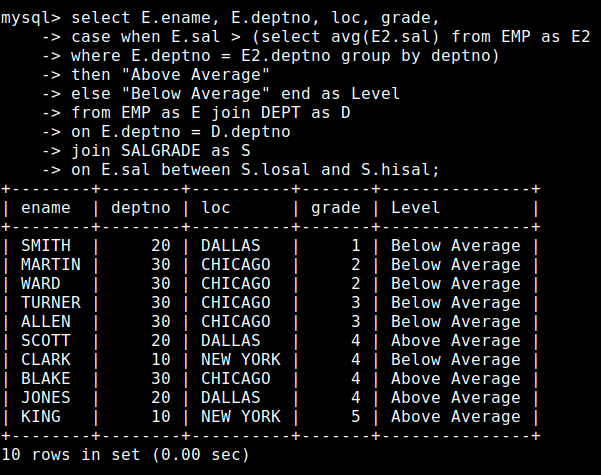 mysql> select E.ename, E.deptno, loc, grade,
    -> case when E.sal > (select avg(E2.sal) from EMP as E2
    -> where E.deptno = E2.deptno group by deptno)
    -> then "Above Average"
    -> else "Below Average" end as Level
    -> from EMP as E join DEPT as D
    -> on E.deptno = D.deptno
    -> join SALGRADE as S
    -> on E.sal between S.losal and S.hisal;
+--------+--------+----------+-------+---------------+
| ename  | deptno | loc      | grade | Level         |
+--------+--------+----------+-------+---------------+
| SMITH  |     20 | DALLAS   |     1 | Below Average |
| MARTIN |     30 | CHICAGO  |     2 | Below Average |
| WARD   |     30 | CHICAGO  |     2 | Below Average |
| TURNER |     30 | CHICAGO  |     3 | Below Average |
| ALLEN  |     30 | CHICAGO  |     3 | Below Average |
| SCOTT  |     20 | DALLAS   |     4 | Above Average |
| CLARK  |     10 | NEW YORK |     4 | Below Average |
| BLAKE  |     30 | CHICAGO  |     4 | Above Average |
| JONES  |     20 | DALLAS   |     4 | Above Average |
| KING   |     10 | NEW YORK |     5 | Above Average |
+--------+--------+----------+-------+---------------+
10 rows in set (0.00 sec)